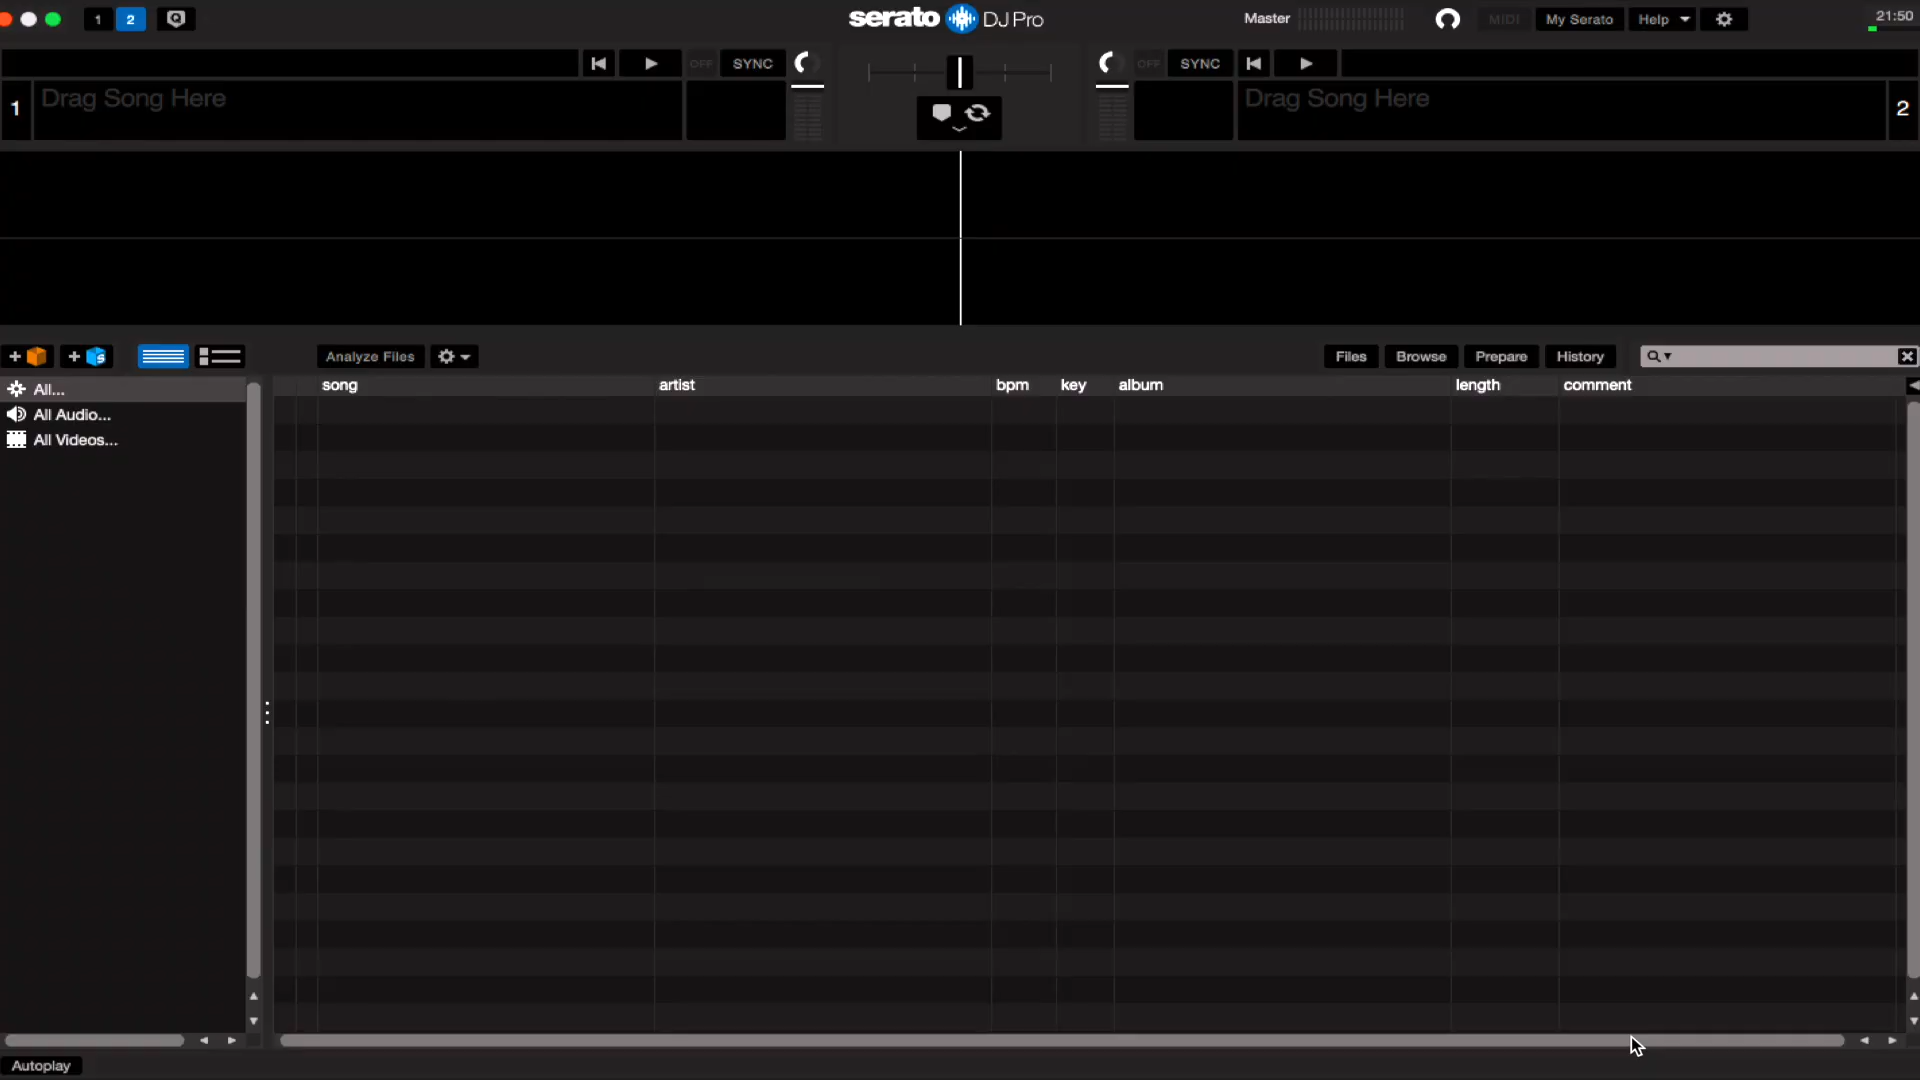 1 2 serato DJ Pro Master MIDI My Serato Help 21:50
OFF SYNC OFF SYNC
1 Drag Song Here Drag Song Here 2
Analyze Files Files Browse Prepare History
song artist bpm key album length comment
All...
All Audio...
All Videos...
Autoplay